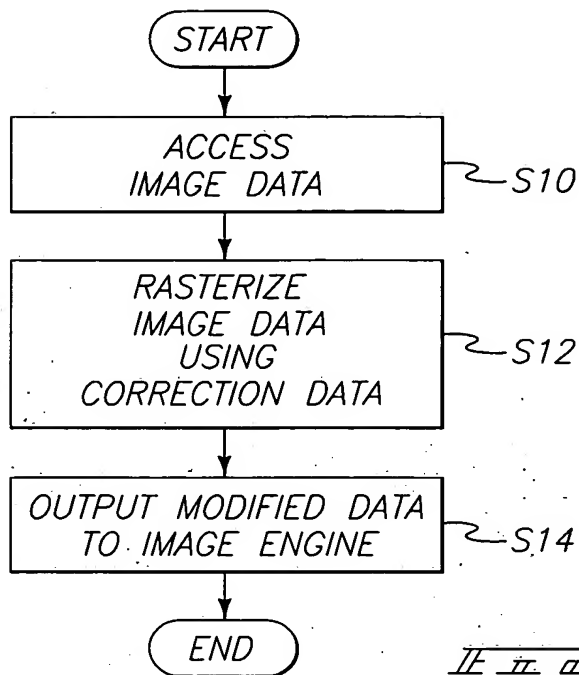 START
ACCESS
IMAGE DATA
S10
RASTERIZE
IMAGE DATA
USING
CORRECTION DATA
S12
OUTPUT MODIFIED DATA
TO IMAGE ENGINE
S14
END